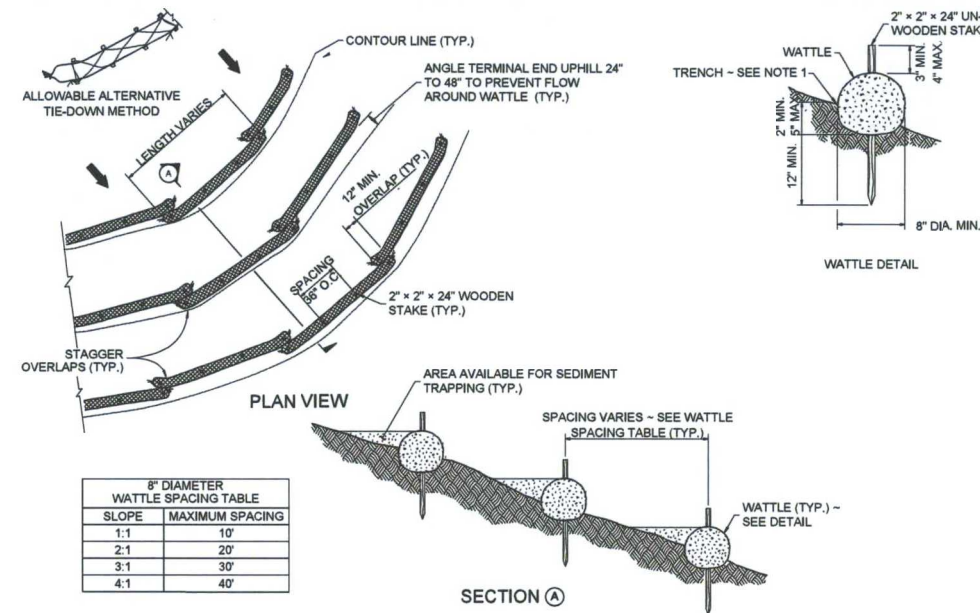 ALLOWABLE ALTERNATIVE
TIE-DOWN METHOD
LENGTH VARIES
A
CONTOUR LINE (TYP.)
ANGLE TERMINAL END UPHILL 24"
TO 48" TO PREVENT FLOW
AROUND WATTLE (TYP.)
12" MIN.
OVERLAP (TYP.)
SPACING
36" O.C.
2" × 2" × 24" WOODEN
STAKE (TYP.)
STAGGER
OVERLAPS (TYP.)
PLAN VIEW
2" × 2" × 24" UN-
WOODEN STAK
WATTLE
TRENCH ~ SEE NOTE 1
3" MIN.
4" MAX.
2" MIN.
5" MAX
12" MIN.
8" DIA. MIN.
WATTLE DETAIL
AREA AVAILABLE FOR SEDIMENT
TRAPPING (TYP.)
SPACING VARIES ~ SEE WATTLE
SPACING TABLE (TYP.)
WATTLE (TYP.) ~
SEE DETAIL
SECTION A
8" DIAMETER
WATTLE SPACING TABLE
SLOPE MAXIMUM SPACING
1:1 10'
2:1 20'
3:1 30'
4:1 40'